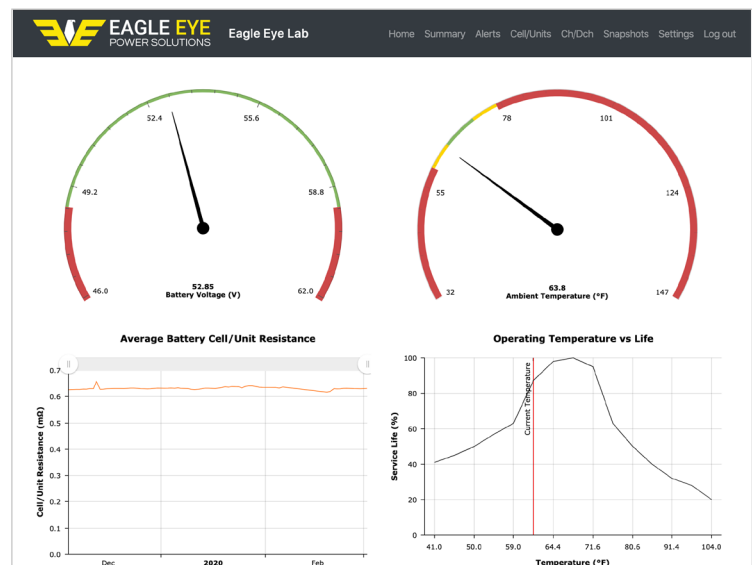 EAGLE EYE
POWER SOLUTIONS
Eagle Eye Lab
Home Summary Alerts Cell/Units Ch/Dch Snapshots Settings Log out
52.4
55.6
49.2
58.8
46.0
62.0
52.85
Battery Voltage (V)
78
101
55
124
32
147
63.8
Ambient Temperature (°F)
Average Battery Cell/Unit Resistance
Cell/Unit Resistance (mΩ)
0.7
0.6
0.5
0.4
0.3
0.2
0.1
0.0
Dec
2020
Feb
Operating Temperature vs Life
Service Life (%)
100
80
60
40
20
0
Current Temperature
41.0 50.0 59.0 64.4 71.6 80.6 91.4 104.0
Temperature (°F)